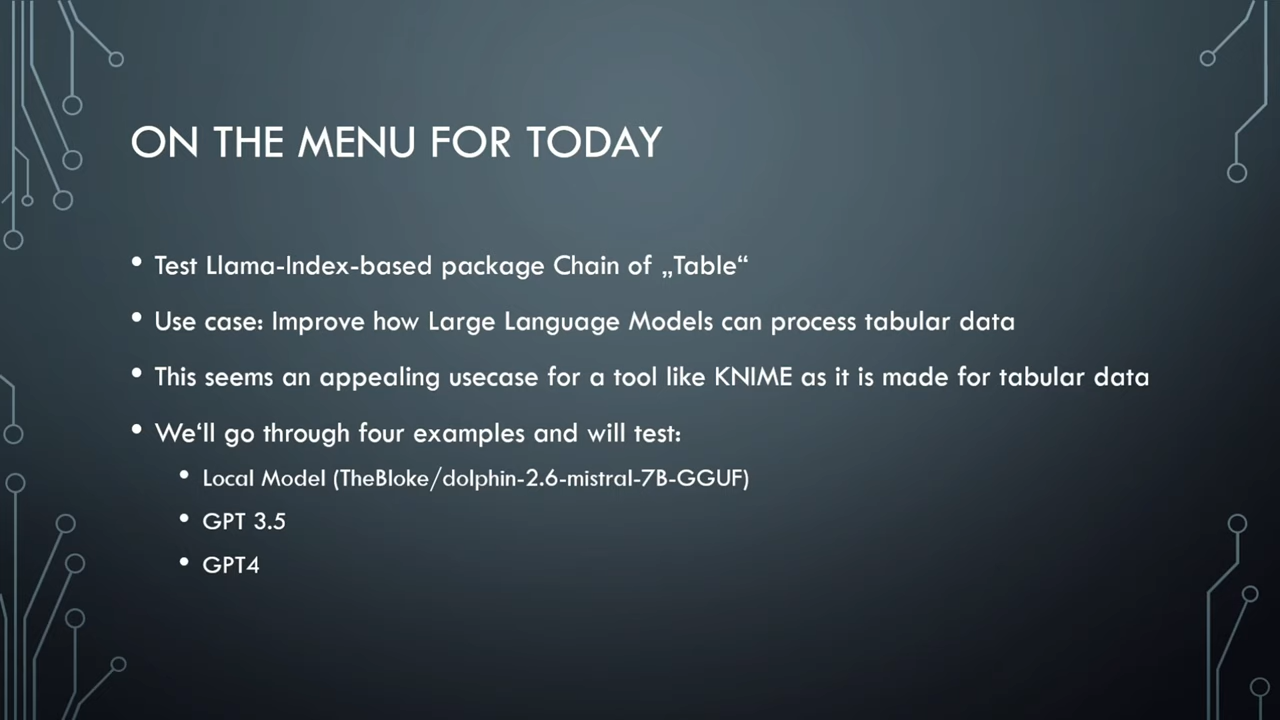 ON THE MENU FOR TODAY
• Test Llama-Index-based package Chain of „Table“
• Use case: Improve how Large Language Models can process tabular data
• This seems an appealing usecase for a tool like KNIME as it is made for tabular data
• We‘ll go through four examples and will test:
• Local Model (TheBloke/dolphin-2.6-mistral-7B-GGUF)
• GPT 3.5
• GPT4